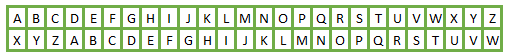 A B C D E F G H I J K L M N O P Q R S T U V W X Y Z
X Y Z A B C D E F G H I J K L M N O P Q R S T U V W